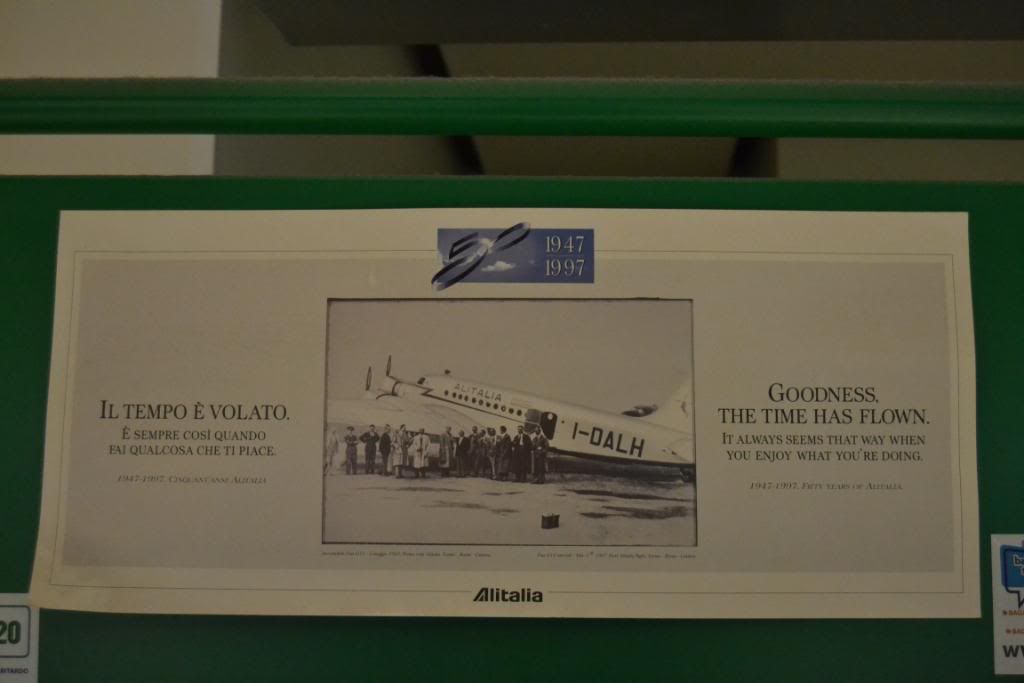 50
1947
1997
IL TEMPO È VOLATO.
È SEMPRE COSÌ QUANDO
FAI QUALCOSA CHE TI PIACE.
1947-1997. CINQUANT'ANNI ALITALIA
ALITALIA
I-DALH
GOODNESS,
THE TIME HAS FLOWN.
IT ALWAYS SEEMS THAT WAY WHEN
YOU ENJOY WHAT YOU'RE DOING.
1947-1997. FIFTY YEARS OF ALITALIA.
Alitalia
20